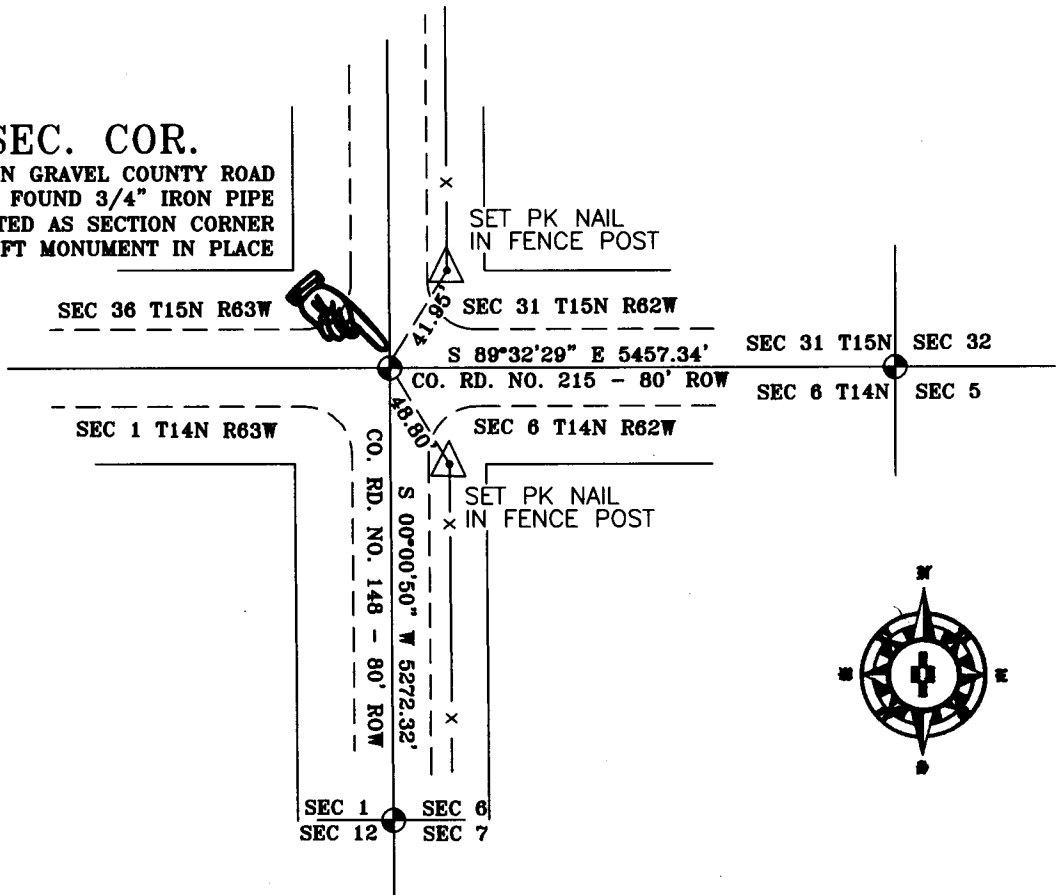 SEC. COR.
N GRAVEL COUNTY ROAD
FOUND 3/4" IRON PIPE
TED AS SECTION CORNER
FT MONUMENT IN PLACE
SET PK NAIL
IN FENCE POST
41.95'
SEC 36 T15N R63W
SEC 31 T15N R62W
S 89°32'29" E 5457.34'
CO. RD. NO. 215 - 80' ROW
SEC 31 T15N
SEC 32
SEC 6 T14N
SEC 5
SEC 1 T14N R63W
48.80'
SEC 6 T14N R62W
SET PK NAIL
IN FENCE POST
CO. RD. NO. 148 - 80' ROW
S 00°00'50" W 5272.32'
SEC 1
SEC 6
SEC 12
SEC 7
N
W
E
S